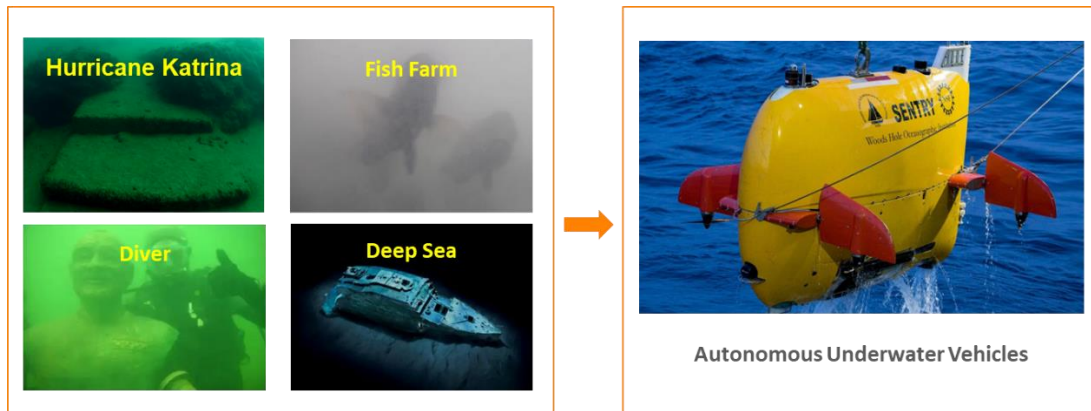 Hurricane Katrina
Fish Farm
Diver
Deep Sea
SENTRY
Woods Hole Oceanographic Institution
Autonomous Underwater Vehicles